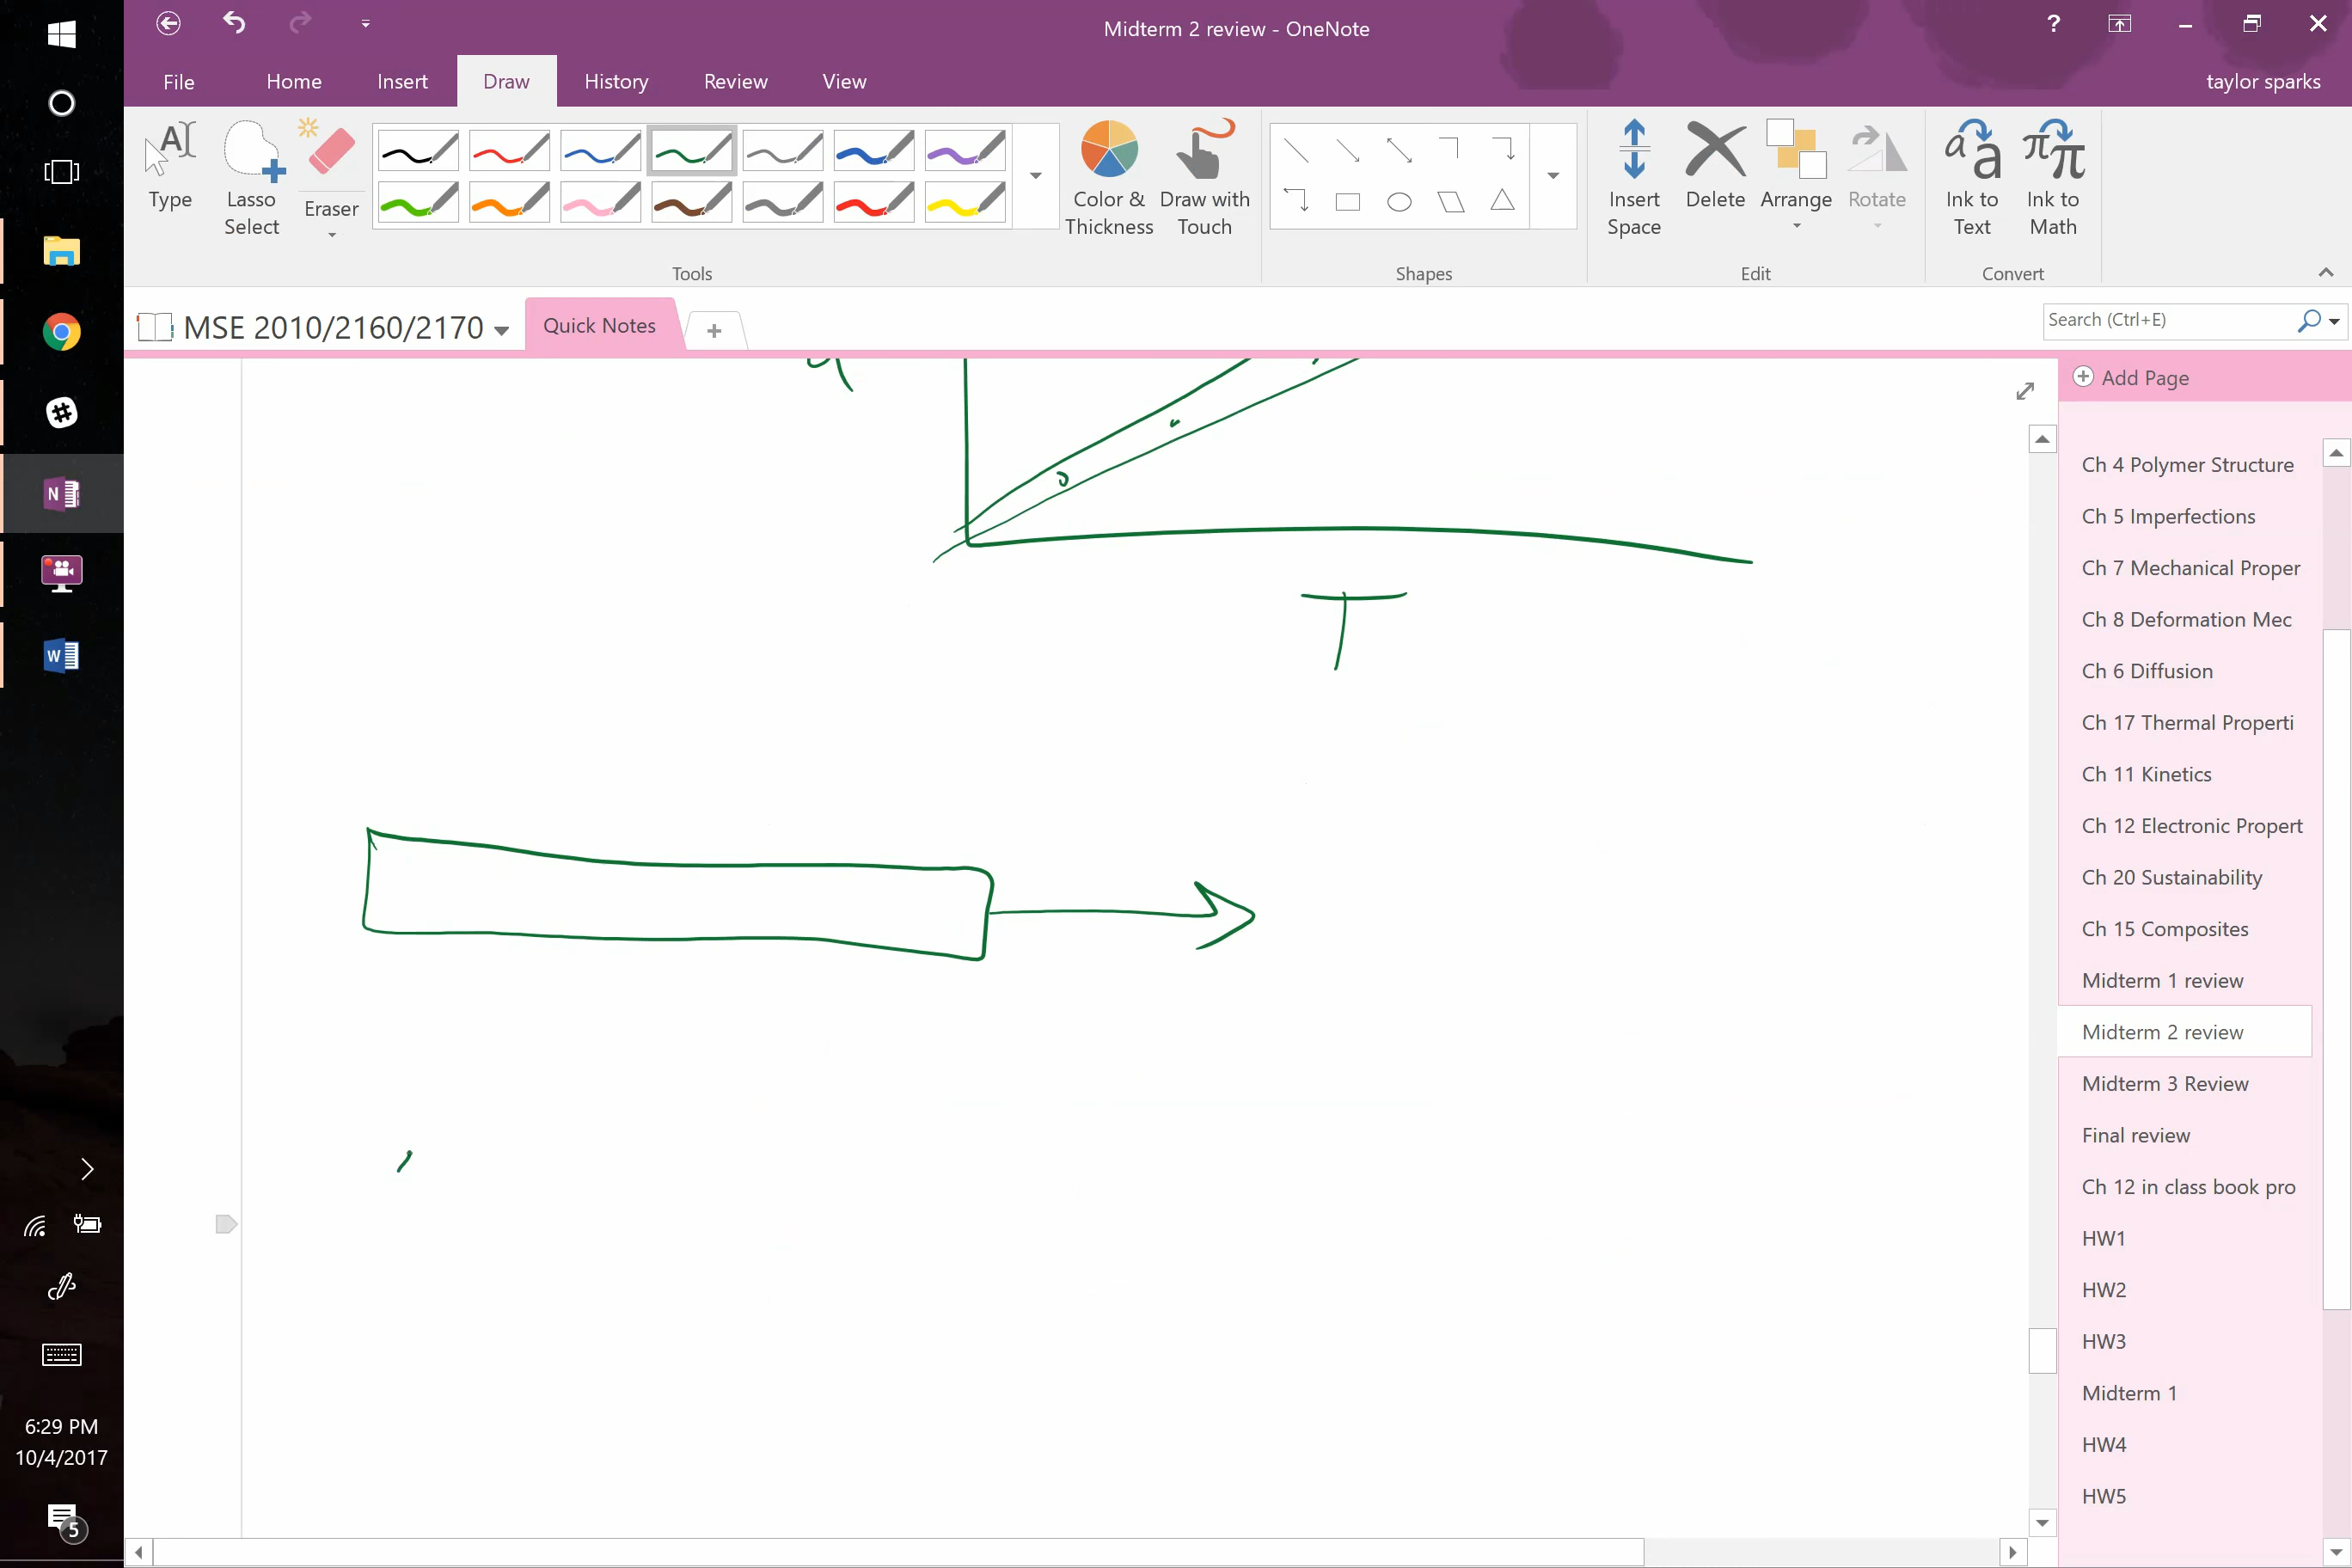 Midterm 2 review - OneNote
?
File Home Insert Draw History Review View
taylor sparks
Type
Lasso Select
Eraser
Color & Thickness
Draw with Touch
Insert Space
Delete
Arrange
Rotate
Ink to Text
Ink to Math
Tools
Shapes
Edit
Convert
MSE 2010/2160/2170
Quick Notes
Search (Ctrl+E)
Add Page
Ch 4 Polymer Structure
Ch 5 Imperfections
Ch 7 Mechanical Proper
Ch 8 Deformation Mec
Ch 6 Diffusion
Ch 17 Thermal Properti
Ch 11 Kinetics
Ch 12 Electronic Propert
Ch 20 Sustainability
Ch 15 Composites
Midterm 1 review
Midterm 2 review
Midterm 3 Review
Final review
Ch 12 in class book pro
HW1
HW2
HW3
Midterm 1
HW4
HW5
T
6:29 PM
10/4/2017
5